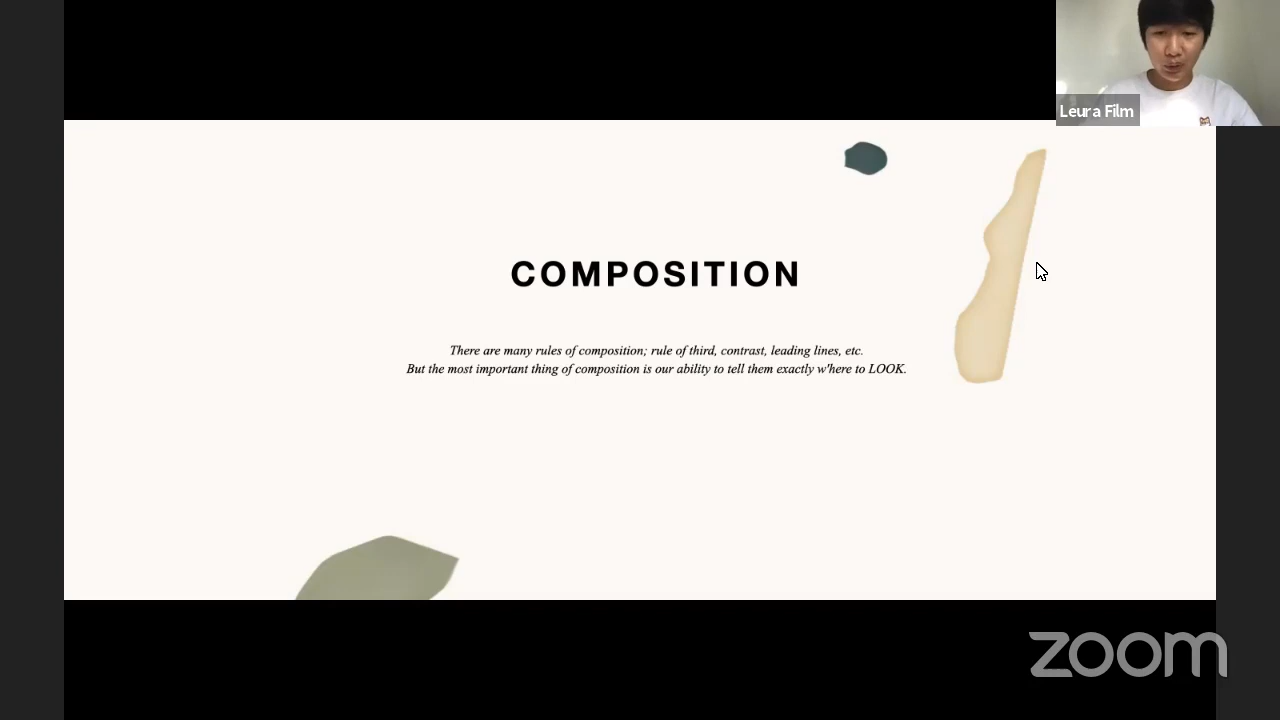 Leura Film
COMPOSITION
There are many rules of composition; rule of third, contrast, leading lines, etc.
But the most important thing of composition is our ability to tell them exactly w'here to LOOK.
zoom